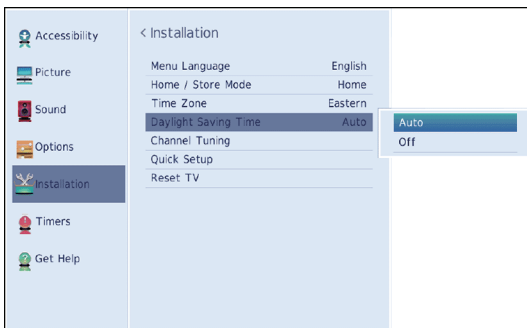 Accessibility
Picture
Sound
Options
Installation
Timers
Get Help
< Installation
Menu Language English
Home / Store Mode Home
Time Zone Eastern
Daylight Saving Time Auto
Channel Tuning
Quick Setup
Reset TV
Auto
Off